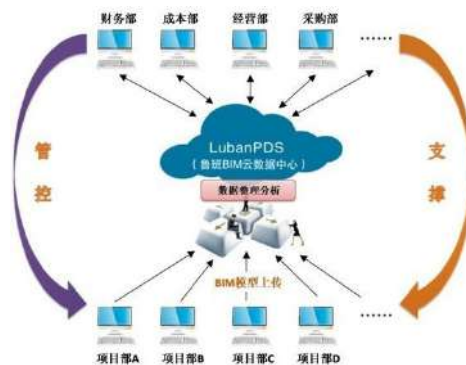 财务部 成本部 经营部 采购部 ……
LubanPDS
（鲁班BIM云数据中心）
数据整理分析
管控
支撑
BIM模型上传
项目部A 项目部B 项目部C 项目部D ……